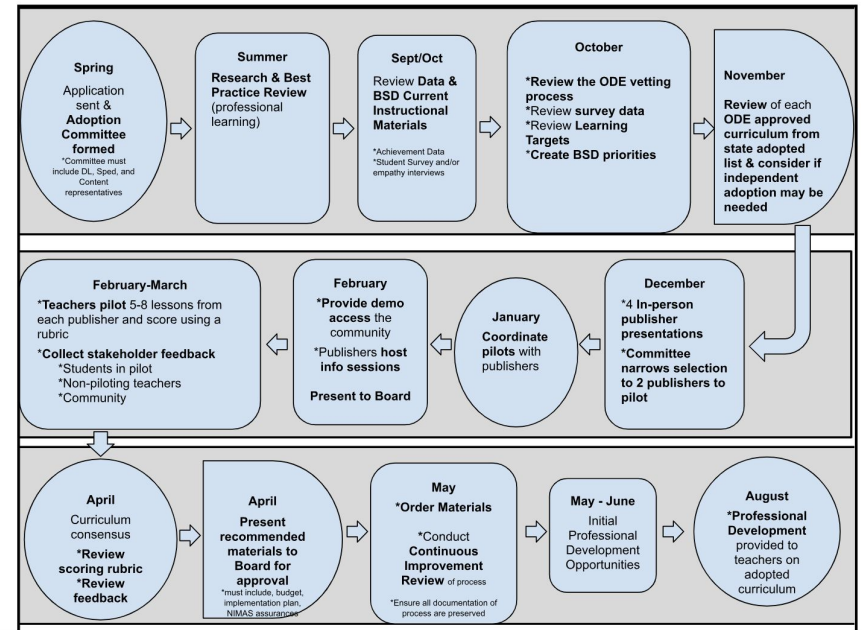 Spring
Application
sent &
Adoption
Committee
formed
*Committee must
include DL, Sped, and
Content
representatives
Summer
Research & Best
Practice Review
(professional
learning)
Sept/Oct
Review Data &
BSD Current
Instructional
Materials
*Achievement Data
*Student Survey and/or
empathy interviews
October
*Review the ODE vetting
process
*Review survey data
*Review Learning
Targets
*Create BSD priorities
November
Review of each
ODE approved
curriculum from
state adopted
list & consider if
independent
adoption may be
needed
December
*4 In-person
publisher
presentations
*Committee
narrows selection
to 2 publishers to
pilot
January
Coordinate
pilots with
publishers
February
*Provide demo
access the
community
*Publishers host
info sessions
Present to Board
February-March
*Teachers pilot 5-8 lessons from
each publisher and score using a
rubric
*Collect stakeholder feedback
*Students in pilot
*Non-piloting teachers
*Community
April
Curriculum
consensus
*Review
scoring rubric
*Review
feedback
April
Present
recommended
materials to
Board for
approval
*must include, budget,
implementation plan,
NIMAS assurances
May
*Order Materials
*Conduct
Continuous
Improvement
Review of process
*Ensure all documentation of
process are preserved
May - June
Initial
Professional
Development
Opportunities
August
*Professional
Development
provided to
teachers on
adopted
curriculum